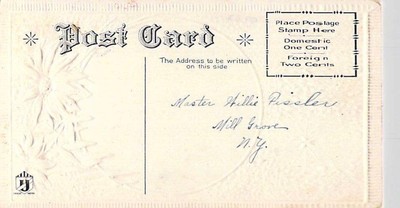 Post Card
The Address to be written
on this side
Place Postage
Stamp Here
Domestic
One Cent
Foreign
Two Cents
Master Willie Fissler
Mill Grove
N.Y.